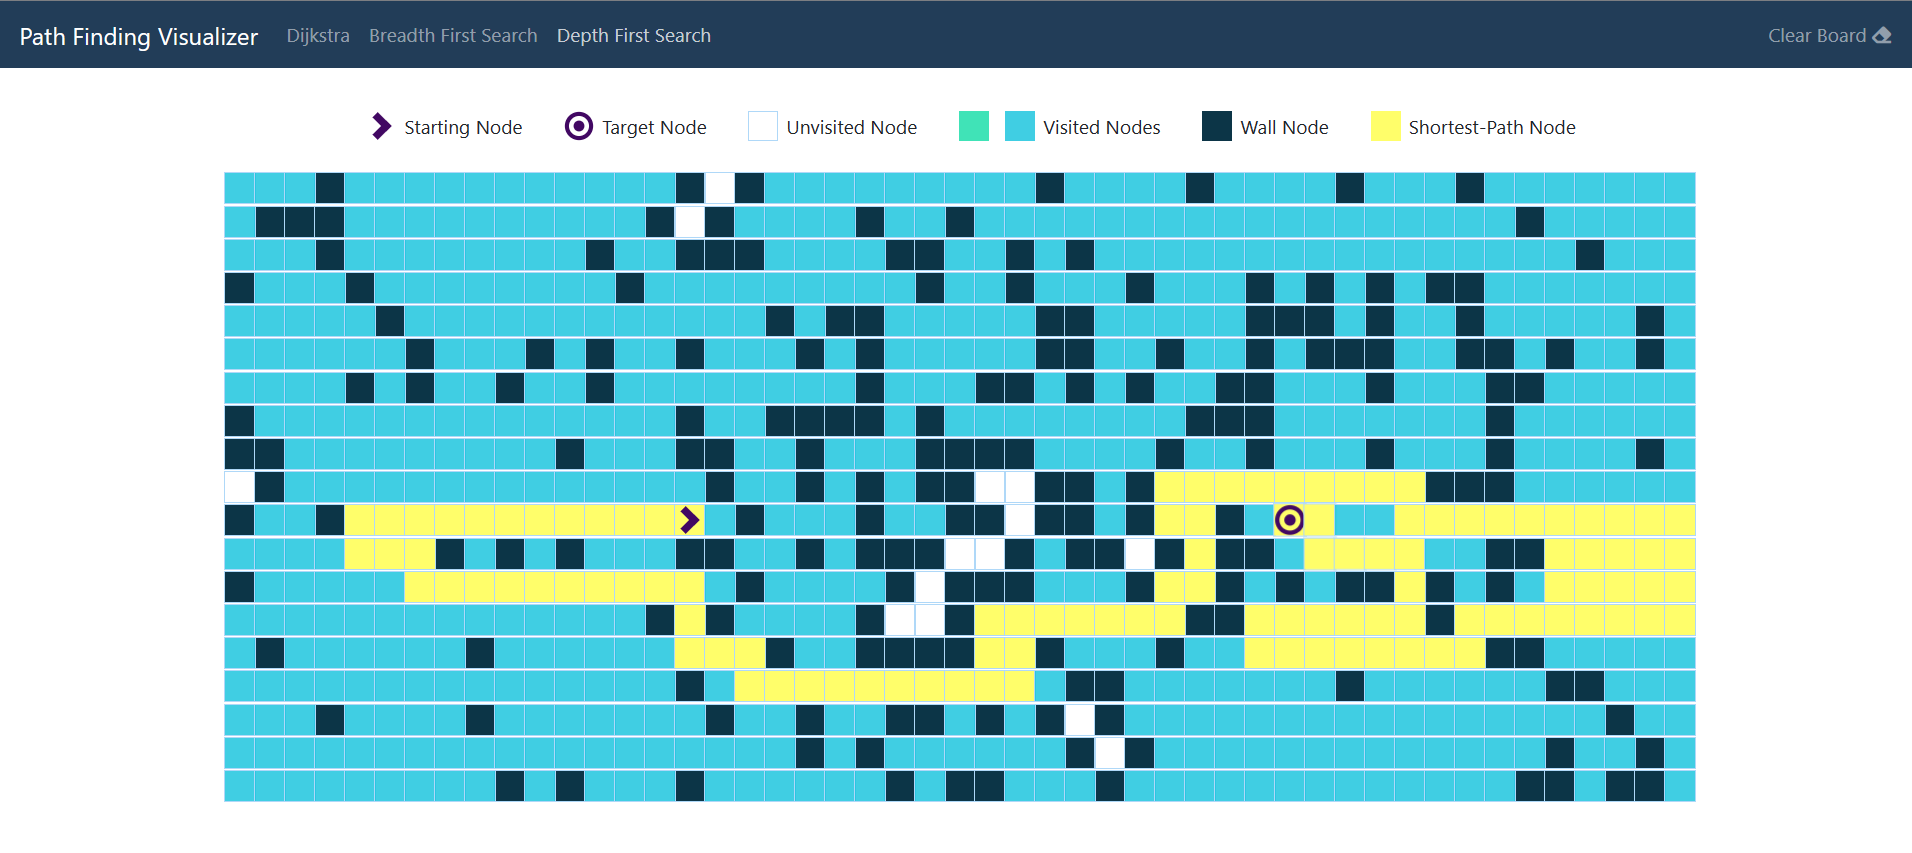 Path Finding Visualizer Dijkstra Breadth First Search Depth First Search Clear Board
Starting Node Target Node Unvisited Node Visited Nodes Wall Node Shortest-Path Node